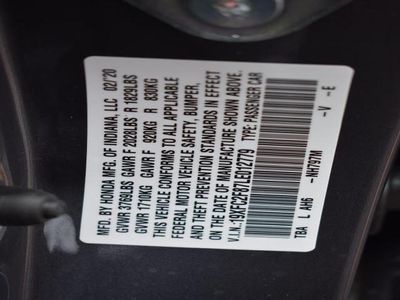 MFD. BY HONDA MFG. OF INDIANA, LLC 02/20
GVWR 3769LBS GAWR F 2028LBS R 1829LBS
GVWR 1710KG GAWR F 920KG R 830KG
THIS VEHICLE CONFORMS TO ALL APPLICABLE
FEDERAL MOTOR VEHICLE SAFETY, BUMPER,
AND THEFT PREVENTION STANDARDS IN EFFECT
ON THE DATE OF MANUFACTURE SHOWN ABOVE.
V.I.N.: 19XFC2F67LE012779 TYPE: PASSENGER CAR
TBA L AH6 -NH797M -V -E